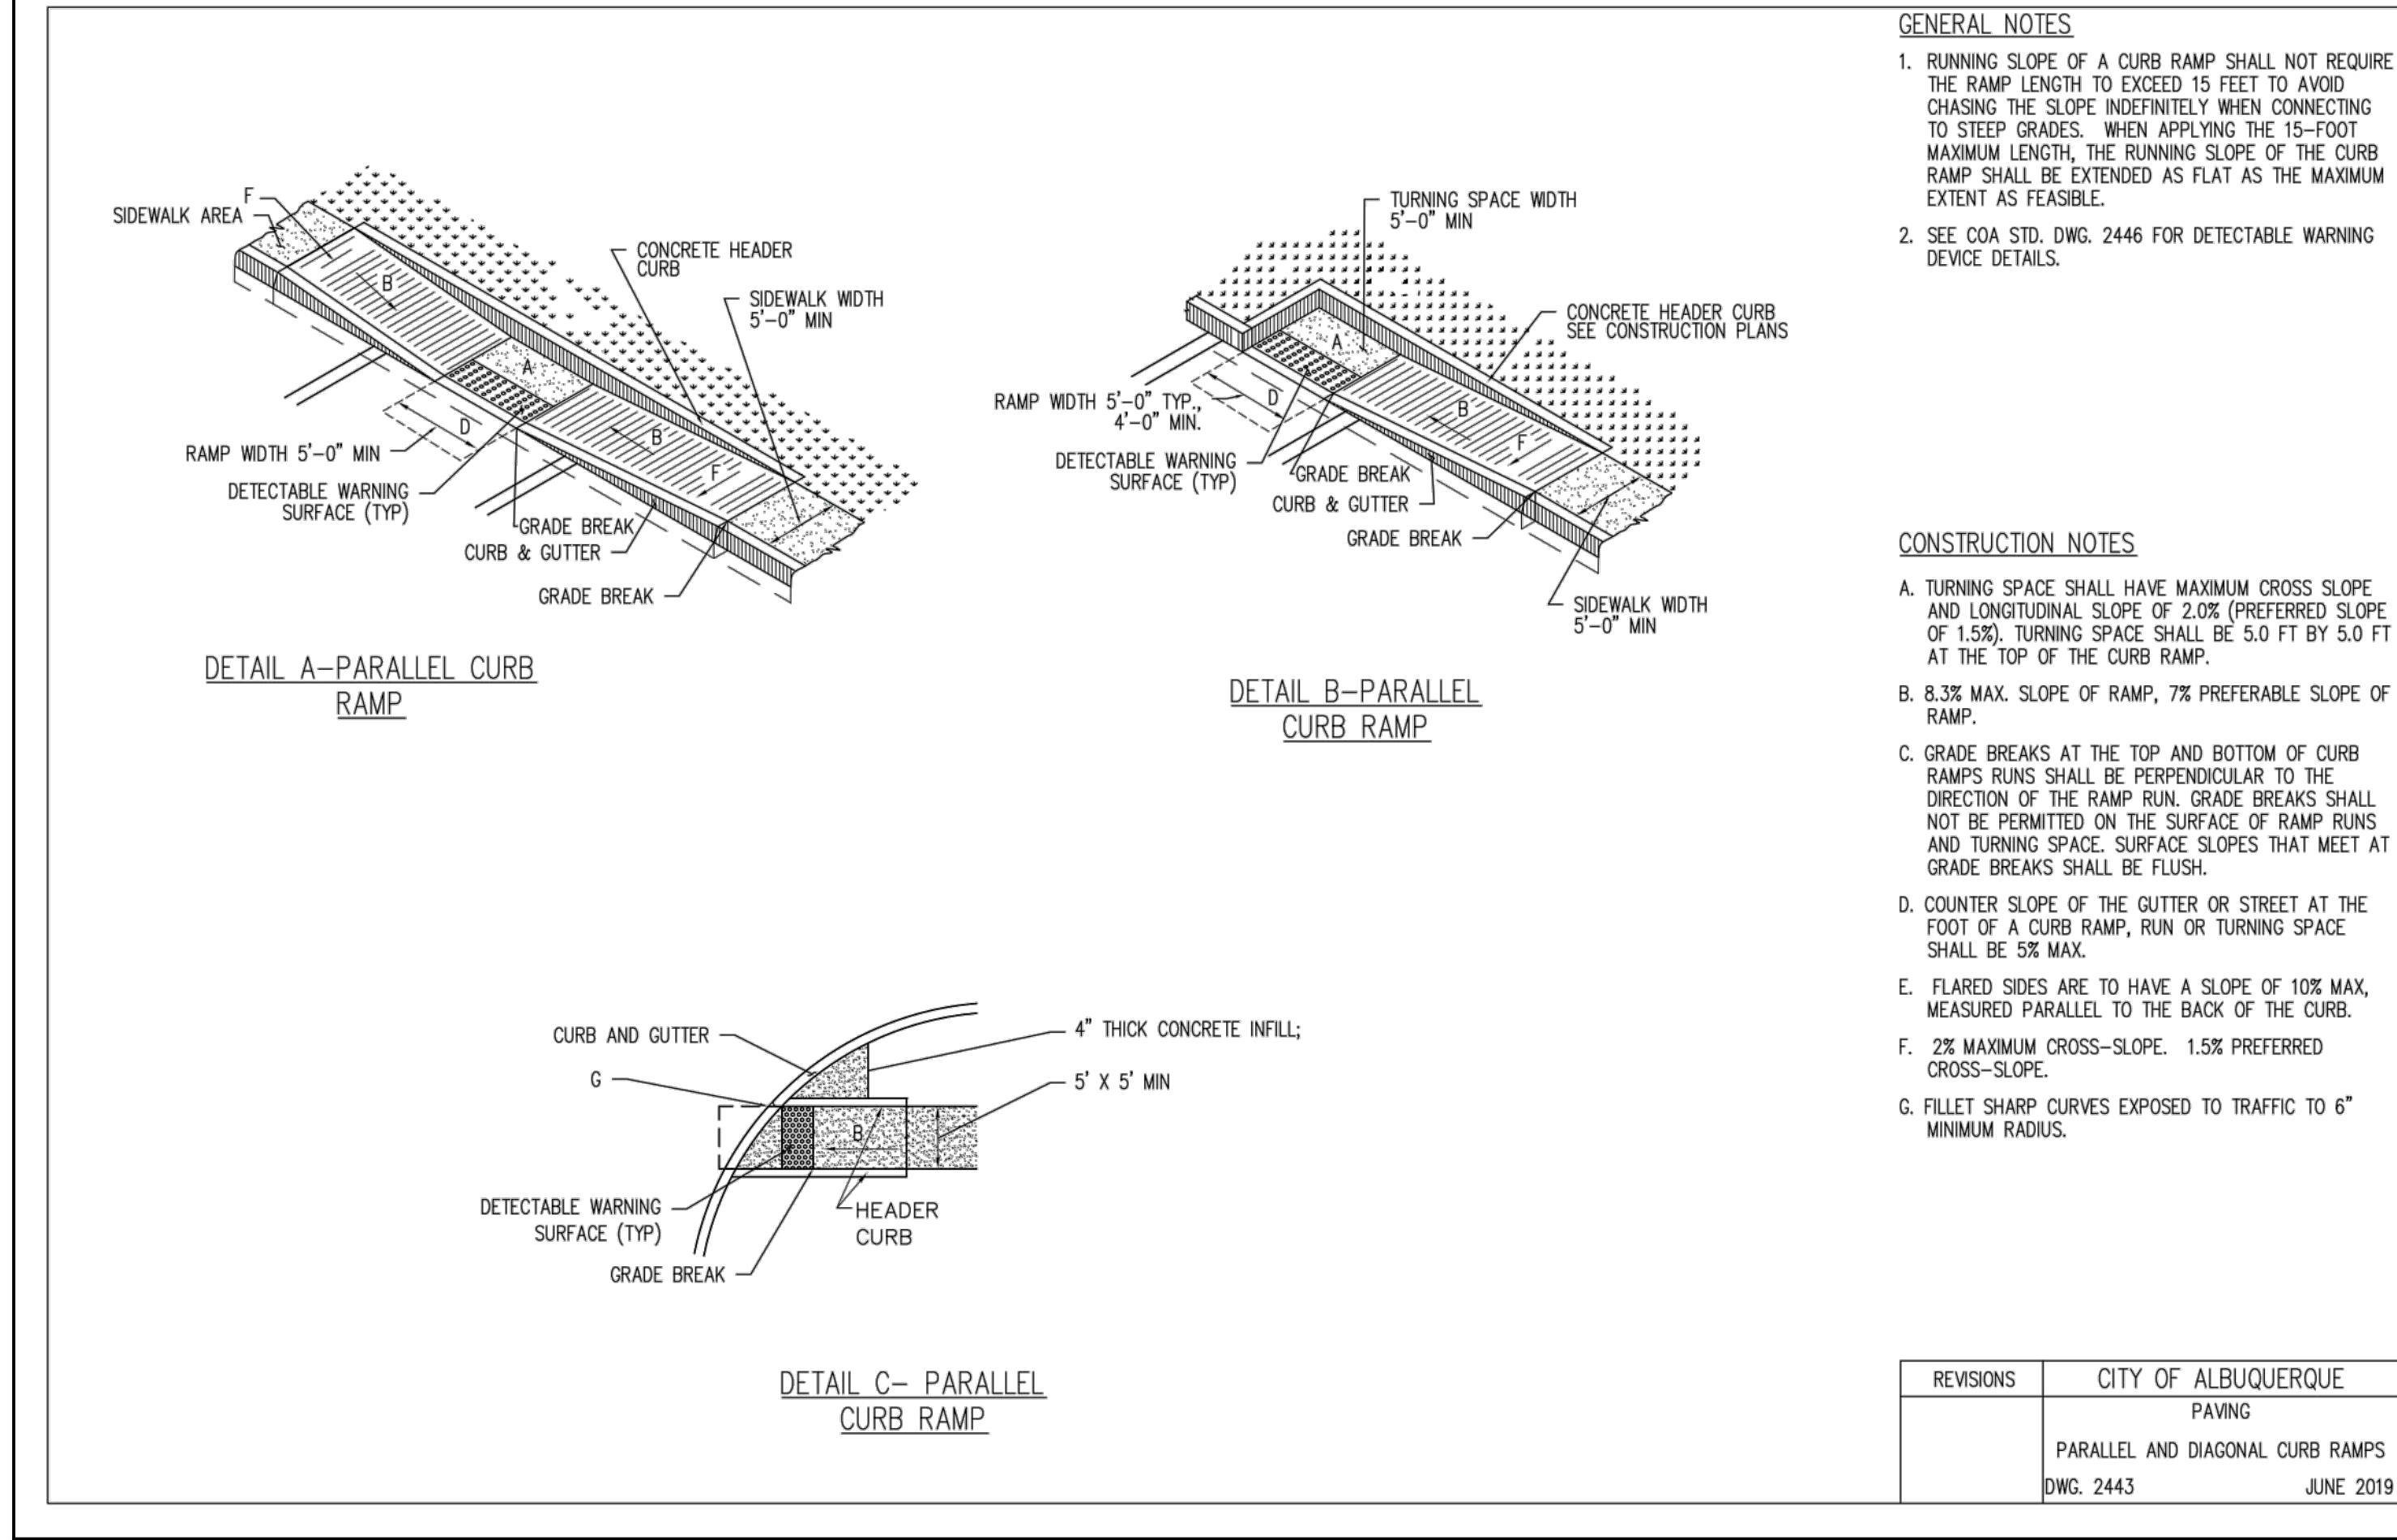 F
SIDEWALK AREA
B
CONCRETE HEADER
CURB
SIDEWALK WIDTH
5'-0" MIN
A
D
RAMP WIDTH 5'-0" MIN
B
F
DETECTABLE WARNING
SURFACE (TYP)
GRADE BREAK
CURB & GUTTER
GRADE BREAK
DETAIL A-PARALLEL CURB
RAMP
TURNING SPACE WIDTH
5'-0" MIN
CONCRETE HEADER CURB
SEE CONSTRUCTION PLANS
A
RAMP WIDTH 5'-0" TYP.,
4'-0" MIN.
D
B
F
DETECTABLE WARNING
SURFACE (TYP)
GRADE BREAK
CURB & GUTTER
GRADE BREAK
SIDEWALK WIDTH
5'-0" MIN
DETAIL B-PARALLEL
CURB RAMP
CURB AND GUTTER
4" THICK CONCRETE INFILL;
G
5' X 5' MIN
B
DETECTABLE WARNING
SURFACE (TYP)
HEADER
CURB
GRADE BREAK
DETAIL C- PARALLEL
CURB RAMP
GENERAL NOTES
1. RUNNING SLOPE OF A CURB RAMP SHALL NOT REQUIRE
THE RAMP LENGTH TO EXCEED 15 FEET TO AVOID
CHASING THE SLOPE INDEFINITELY WHEN CONNECTING
TO STEEP GRADES. WHEN APPLYING THE 15-FOOT
MAXIMUM LENGTH, THE RUNNING SLOPE OF THE CURB
RAMP SHALL BE EXTENDED AS FLAT AS THE MAXIMUM
EXTENT AS FEASIBLE.
2. SEE COA STD. DWG. 2446 FOR DETECTABLE WARNING
DEVICE DETAILS.
CONSTRUCTION NOTES
A. TURNING SPACE SHALL HAVE MAXIMUM CROSS SLOPE
AND LONGITUDINAL SLOPE OF 2.0% (PREFERRED SLOPE
OF 1.5%). TURNING SPACE SHALL BE 5.0 FT BY 5.0 FT
AT THE TOP OF THE CURB RAMP.
B. 8.3% MAX. SLOPE OF RAMP, 7% PREFERABLE SLOPE OF
RAMP.
C. GRADE BREAKS AT THE TOP AND BOTTOM OF CURB
RAMPS RUNS SHALL BE PERPENDICULAR TO THE
DIRECTION OF THE RAMP RUN. GRADE BREAKS SHALL
NOT BE PERMITTED ON THE SURFACE OF RAMP RUNS
AND TURNING SPACE. SURFACE SLOPES THAT MEET AT
GRADE BREAKS SHALL BE FLUSH.
D. COUNTER SLOPE OF THE GUTTER OR STREET AT THE
FOOT OF A CURB RAMP, RUN OR TURNING SPACE
SHALL BE 5% MAX.
E. FLARED SIDES ARE TO HAVE A SLOPE OF 10% MAX,
MEASURED PARALLEL TO THE BACK OF THE CURB.
F. 2% MAXIMUM CROSS-SLOPE. 1.5% PREFERRED
CROSS-SLOPE.
G. FILLET SHARP CURVES EXPOSED TO TRAFFIC TO 6"
MINIMUM RADIUS.
REVISIONS
CITY OF ALBUQUERQUE
PAVING
PARALLEL AND DIAGONAL CURB RAMPS
DWG. 2443 JUNE 2019